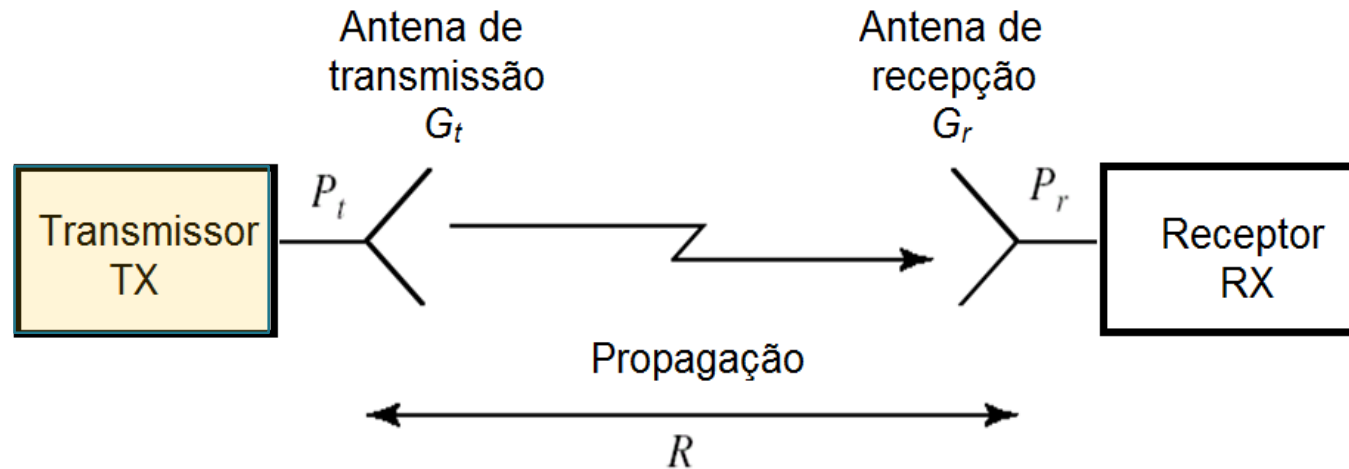 Antena de
transmissão
Gt
Antena de
recepção
Gr
Transmissor
TX
Pt
Pr
Receptor
RX
Propagação
R